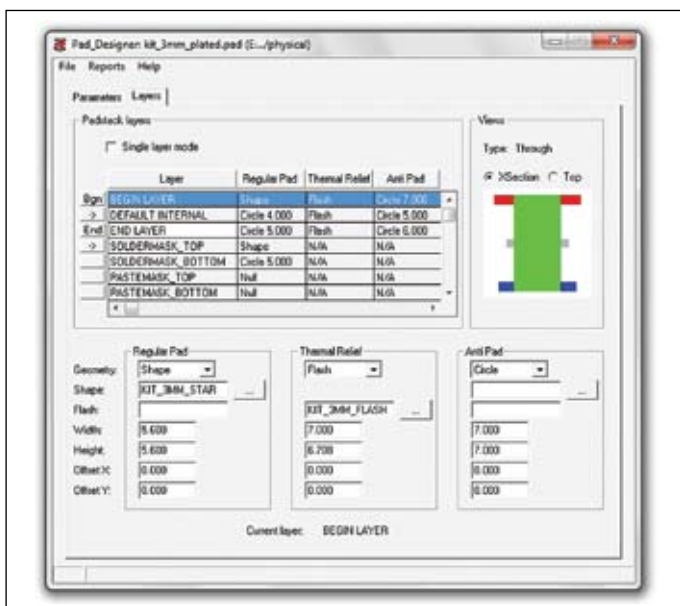 Pad_Designer: kit_3mm_plated.pad (E:.../physical)
File Reports Help
Parameters Layers
Padstack layers
Views
Single layer mode
Type: Through
XSection Top
Layer Regular Pad Thermal Relief Anti Pad
Bgn BEGIN LAYER Shape Flash Circle 7.000
-> DEFAULT INTERNAL Circle 4.000 Flash Circle 5.000
End END LAYER Circle 5.000 Flash Circle 6.000
-> SOLDERMASK_TOP Shape N/A N/A
SOLDERMASK_BOTTOM Circle 5.000 N/A N/A
PASTEMASK_TOP Null N/A N/A
PASTEMASK_BOTTOM Null N/A N/A
Regular Pad Thermal Relief Anti Pad
Geometry: Shape Flash Circle
Shape: KIT_3MM_STAR ... ...
Flash: KIT_3MM_FLASH ...
Width: 5.600 7.000 7.000
Height: 5.600 6.708 7.000
Offset X: 0.000 0.000 0.000
Offset Y: 0.000 0.000 0.000
Current layer: BEGIN LAYER